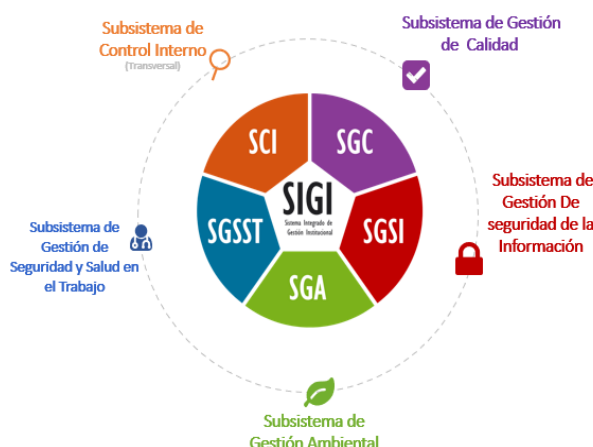 Subsistema de
Control Interno
(Transversal)
Subsistema de Gestión
de Calidad
SCI
SGC
SIGI
Sistema Integrado de
Gestión Institucional
SGSST
SGSI
SGA
Subsistema de
Gestión De
seguridad de la
Información
Subsistema de
Gestión de
Seguridad y Salud en
el Trabajo
Subsistema de
Gestión Ambiental